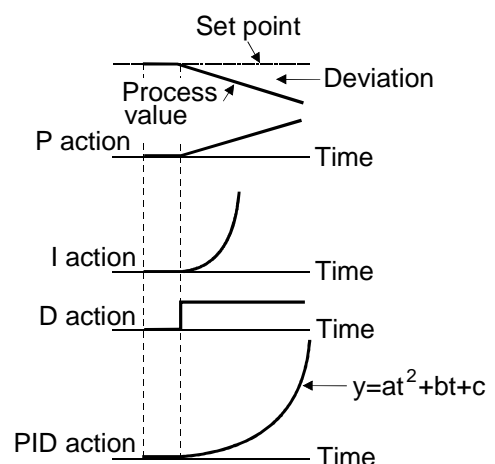 Set point
Deviation
Process
value
P action
Time
I action
Time
D action
Time
y=at²+bt+c
PID action
Time